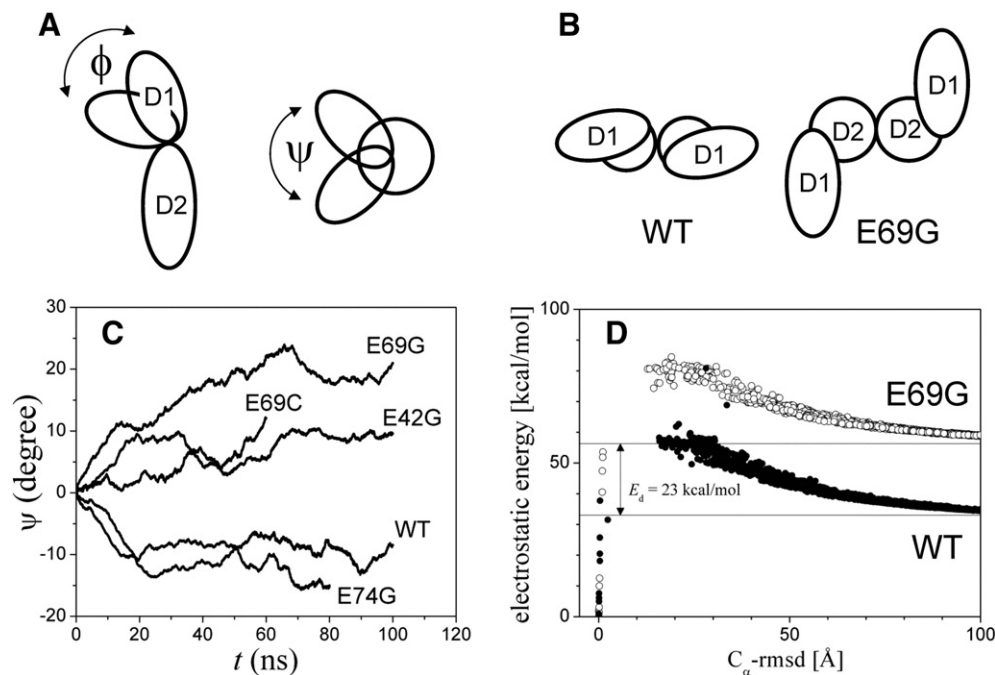 A
ϕ
D1
D2
ψ
B
D1
D1
WT
D2
D2
D1
D1
E69G
C
ψ (degree)
30
20
10
0
-10
-20
E69G
E69C
E42G
WT
E74G
0
20
40
60
80
100
120
t (ns)
D
electrostatic energy [kcal/mol]
100
50
0
E69G
Ed = 23 kcal/mol
WT
0
50
100
Cα-rmsd [Å]